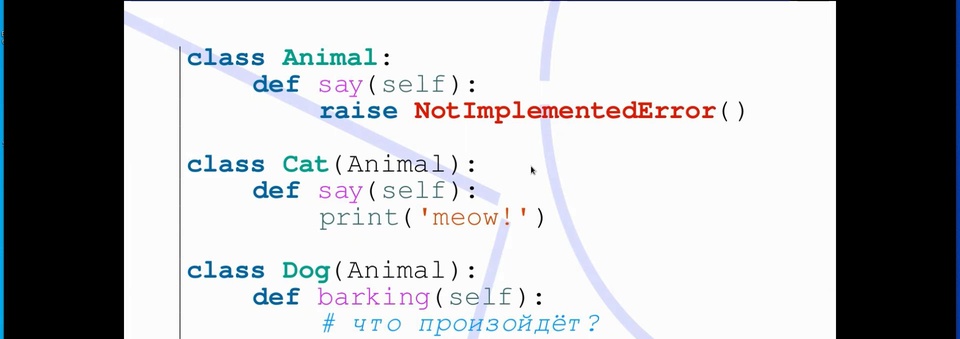 class Animal:
    def say(self):
        raise NotImplementedError()
class Cat(Animal):
    def say(self):
        print('meow!')
class Dog(Animal):
    def barking(self):
        # что произойдёт?